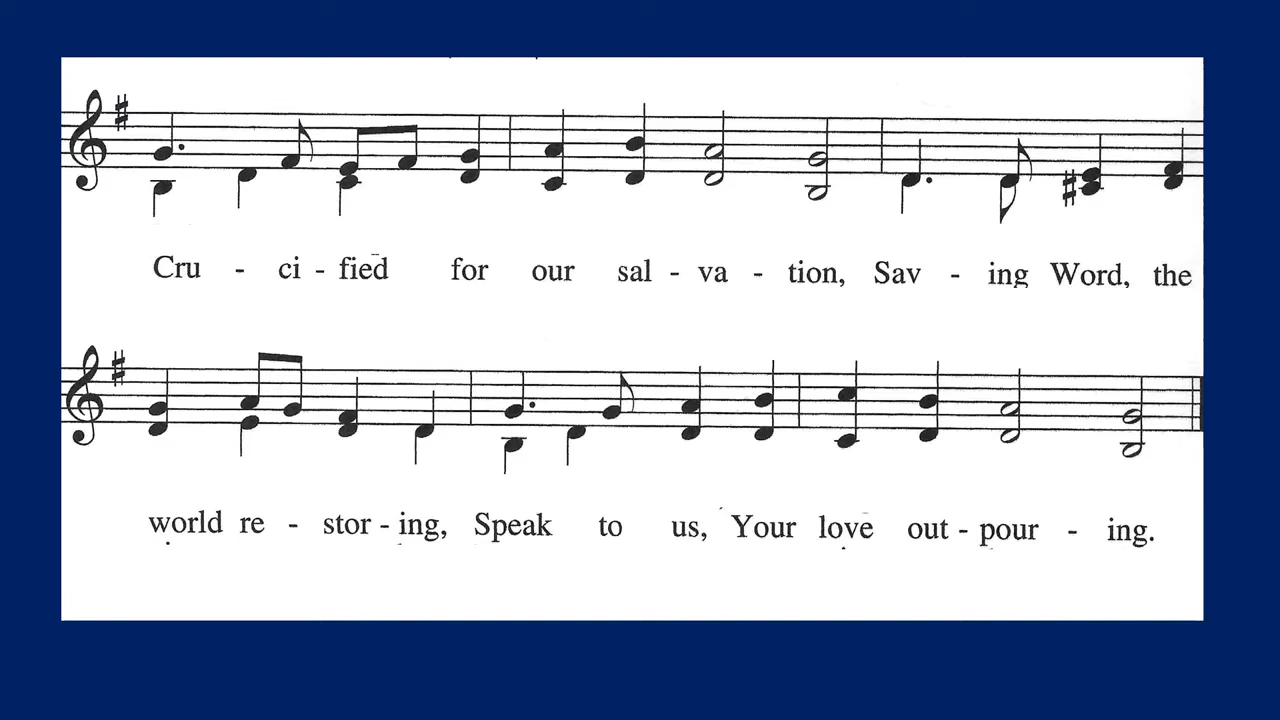 Cru - ci - fied for our sal - va - tion, Sav - ing Word, the
world re - stor - ing, Speak to us, Your love out - pour - ing.